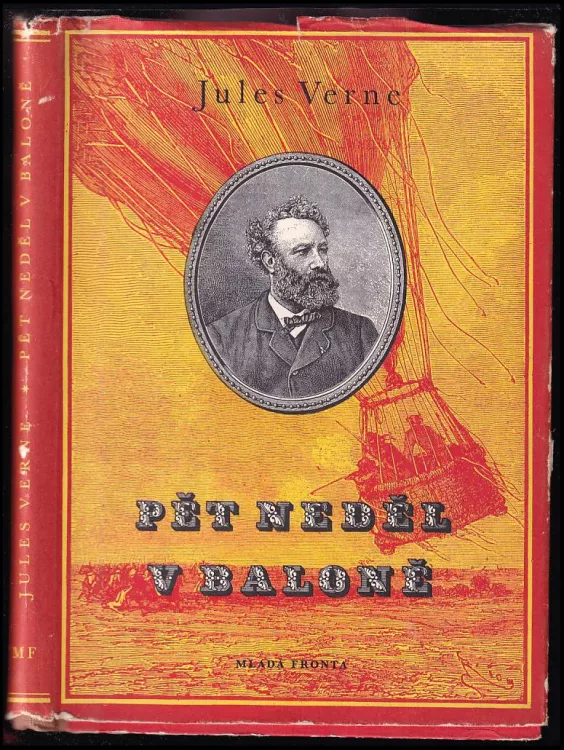 Jules Verne
PĚT NEDĚL
V BALONĚ
MLADÁ FRONTA
JULES VERNE * PĚT NEDĚL V BALONĚ
MF